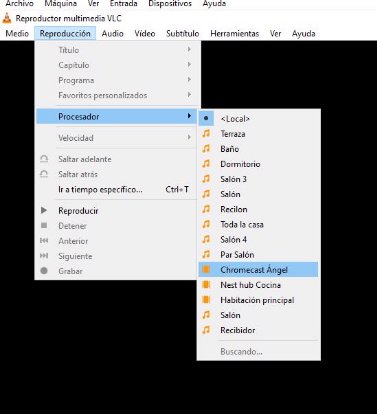 Archivo Máquina Ver Entrada Dispositivos Ayuda
Reproductor multimedia VLC
Medio Reproducción Audio Vídeo Subtítulo Herramientas Ver Ayuda
Título
Capítulo
Programa
Favoritos personalizados
Procesador
Velocidad
Saltar adelante
Saltar atrás
Ir a tiempo específico... Ctrl+T
Reproducir
Detener
Anterior
Siguiente
Grabar
<Local>
Terraza
Baño
Dormitorio
Salón 3
Salón
Recilon
Toda la casa
Salón 4
Par Salón
Chromecast Ángel
Nest hub Cocina
Habitación principal
Salón
Recibidor
Buscando...